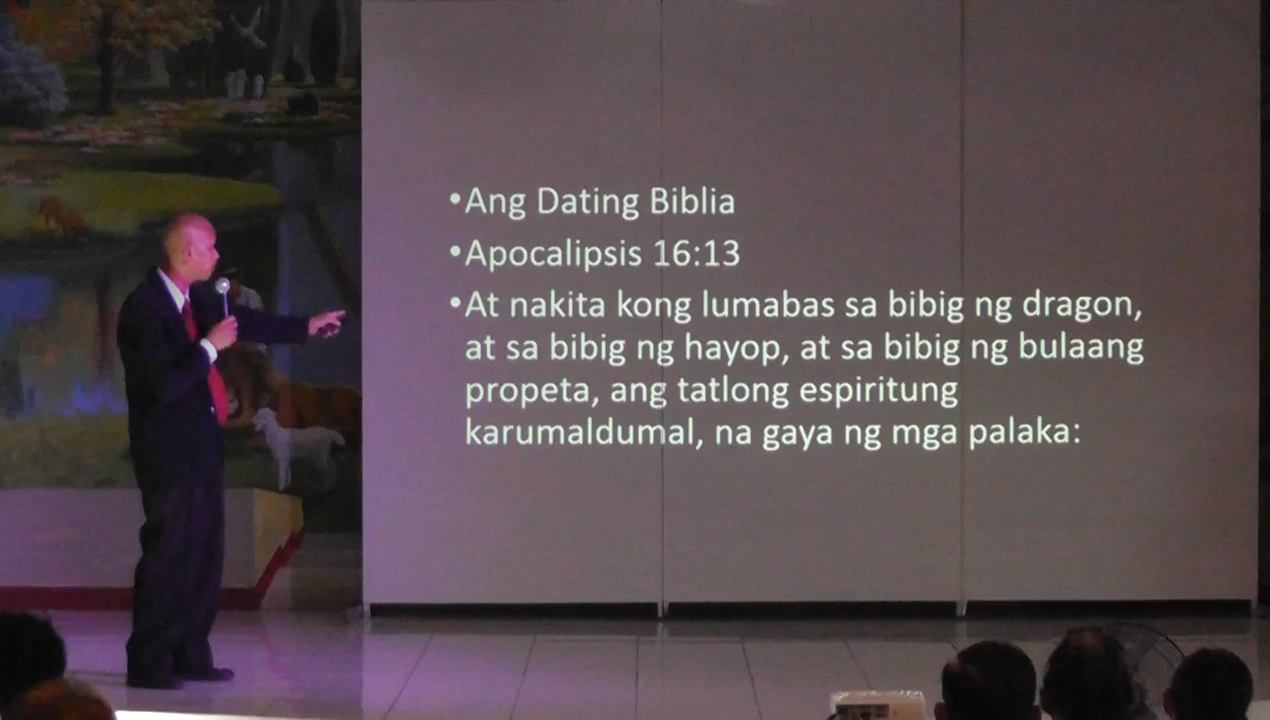 •Ang Dating Biblia
•Apocalipsis 16:13
•At nakita kong lumabas sa bibig ng dragon,
at sa bibig ng hayop, at sa bibig ng bulaang
propeta, ang tatlong espiritung
karumaldumal, na gaya ng mga palaka: